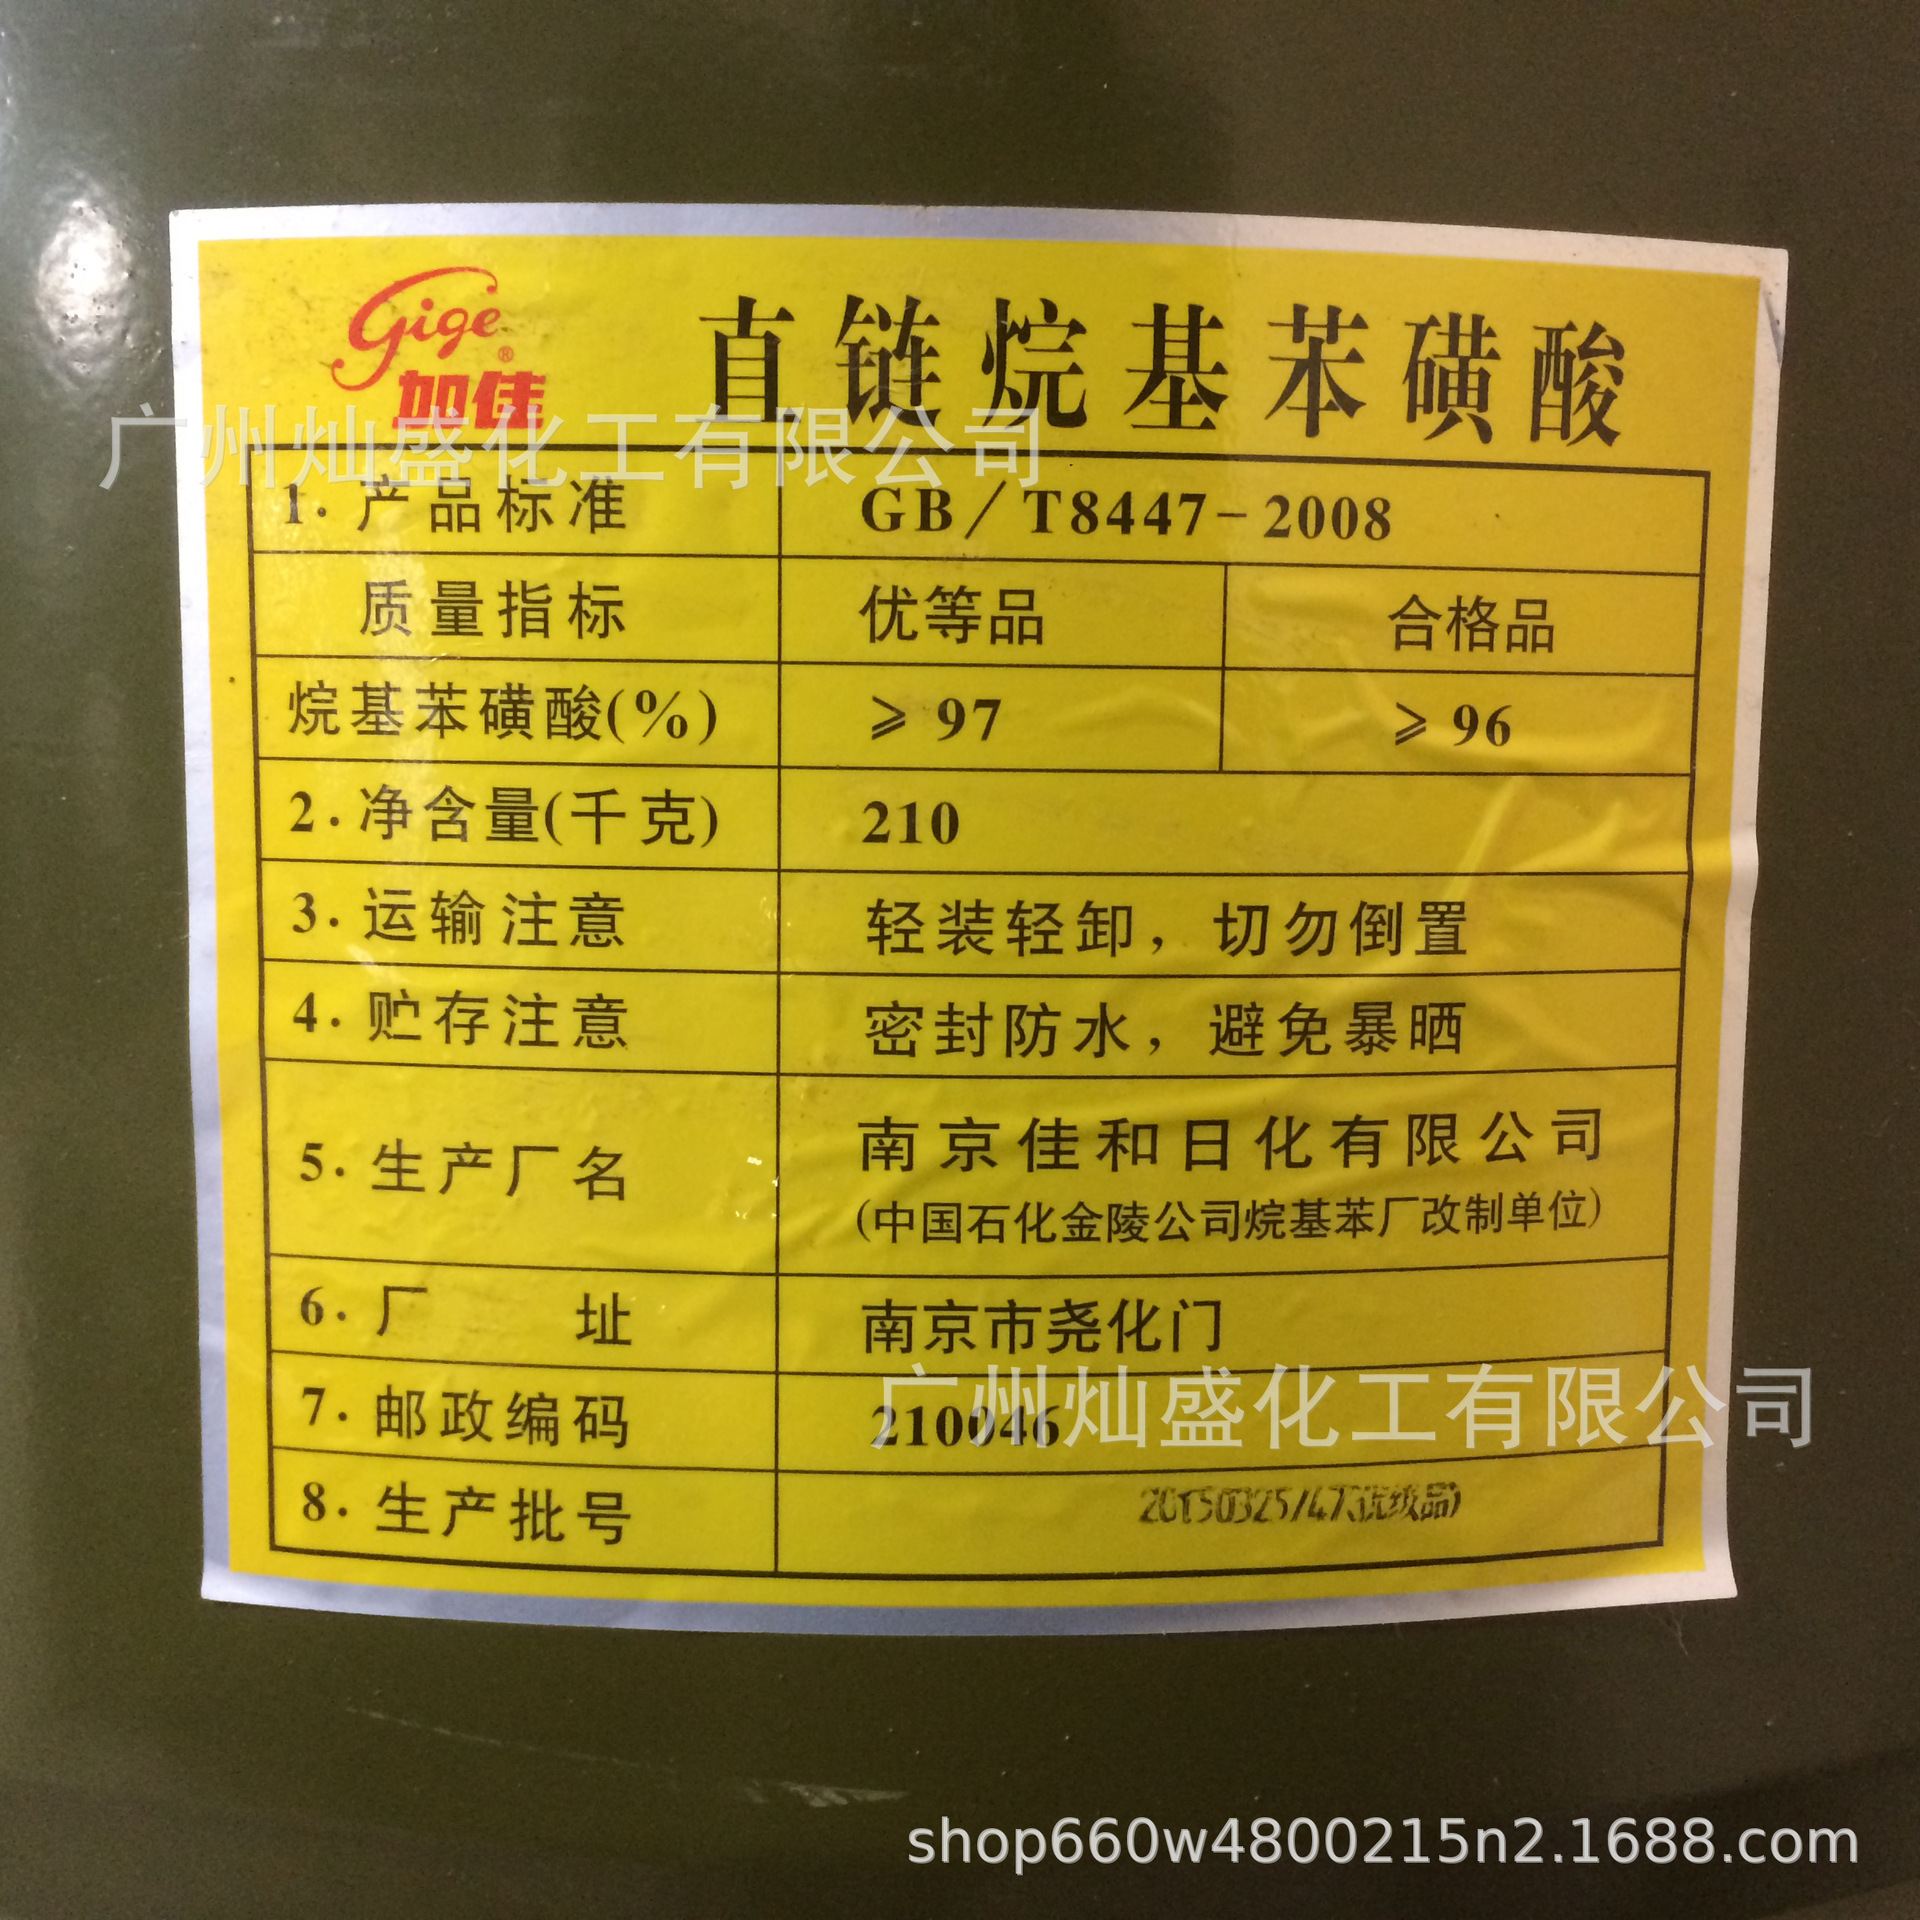 Gige®
加佳
直链烷基苯磺酸
广州灿盛化工有限公司
1.产品标准 GB/T8447-2008
质量指标 优等品 合格品
烷基苯磺酸(%) ≥97 ≥96
2.净含量(千克) 210
3.运输注意 轻装轻卸，切勿倒置
4.贮存注意 密封防水，避免暴晒
5.生产厂名 南京佳和日化有限公司
(中国石化金陵公司烷基苯厂改制单位)
6.厂 址 南京市尧化门
广州灿盛化工有限公司
7.邮政编码 210046
8.生产批号 20150325/473(优级品)
shop660w4800215n2.1688.com